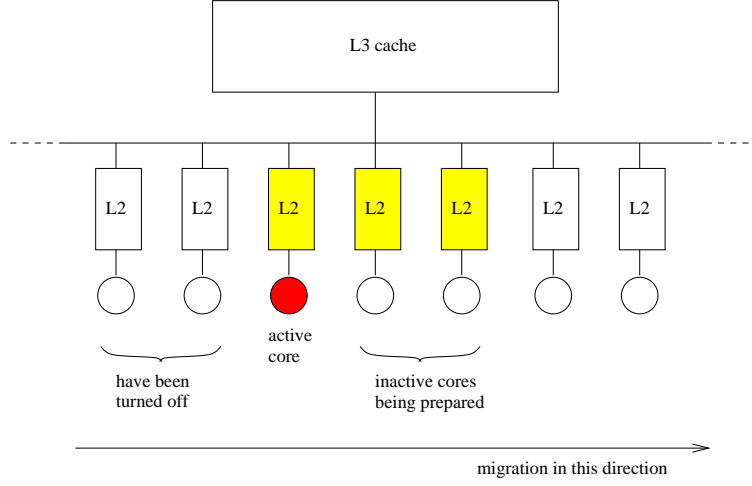 L3 cache
L2 L2 L2 L2 L2 L2 L2
active
core
have been
turned off
inactive cores
being prepared
migration in this direction